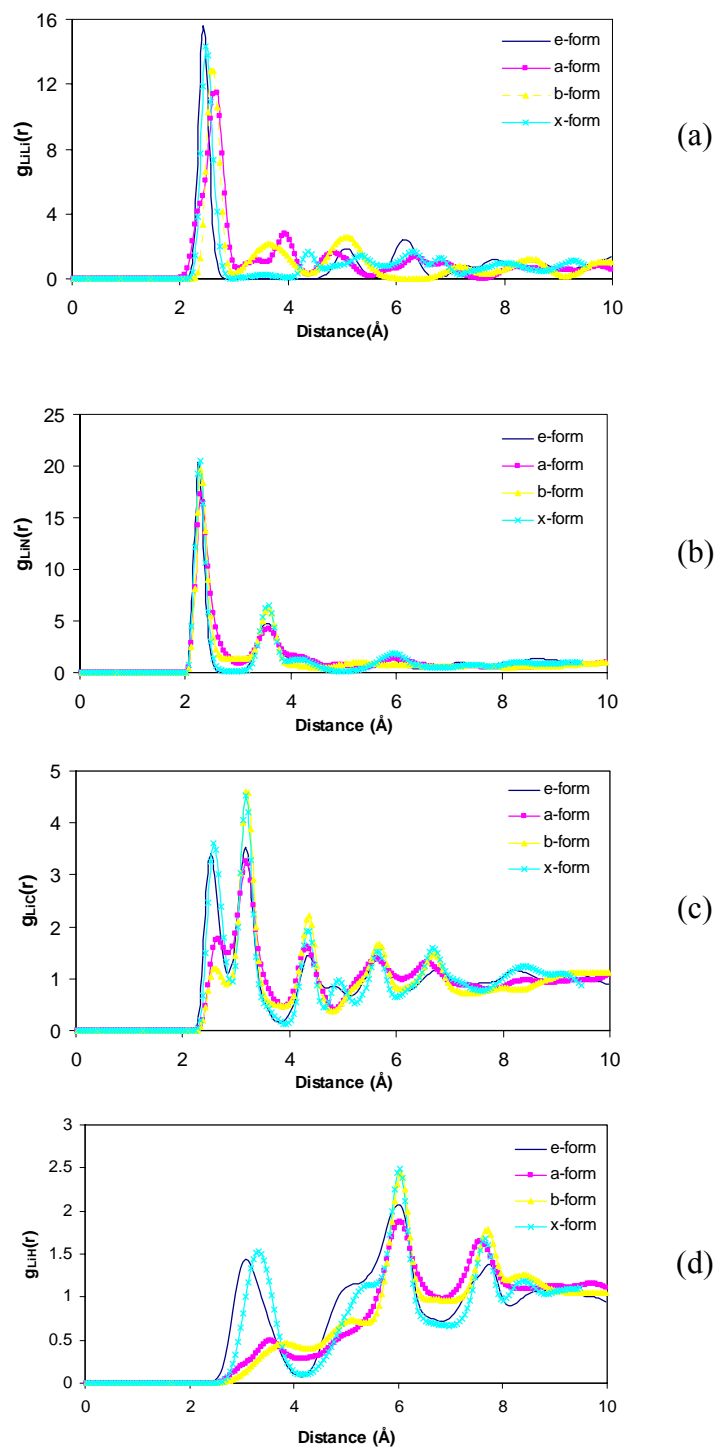 16
12
8
4
0
gLiLi(r)
e-form
a-form
b-form
x-form
0 2 4 6 8 10
Distance(Å)
(a)
25
20
15
10
5
0
gLiN(r)
e-form
a-form
b-form
x-form
0 2 4 6 8 10
Distance (Å)
(b)
5
4
3
2
1
0
gLiC(r)
e-form
a-form
b-form
x-form
0 2 4 6 8 10
Distance (Å)
(c)
3
2.5
2
1.5
1
0.5
0
gLiH(r)
e-form
a-form
b-form
x-form
0 2 4 6 8 10
Distance (Å)
(d)